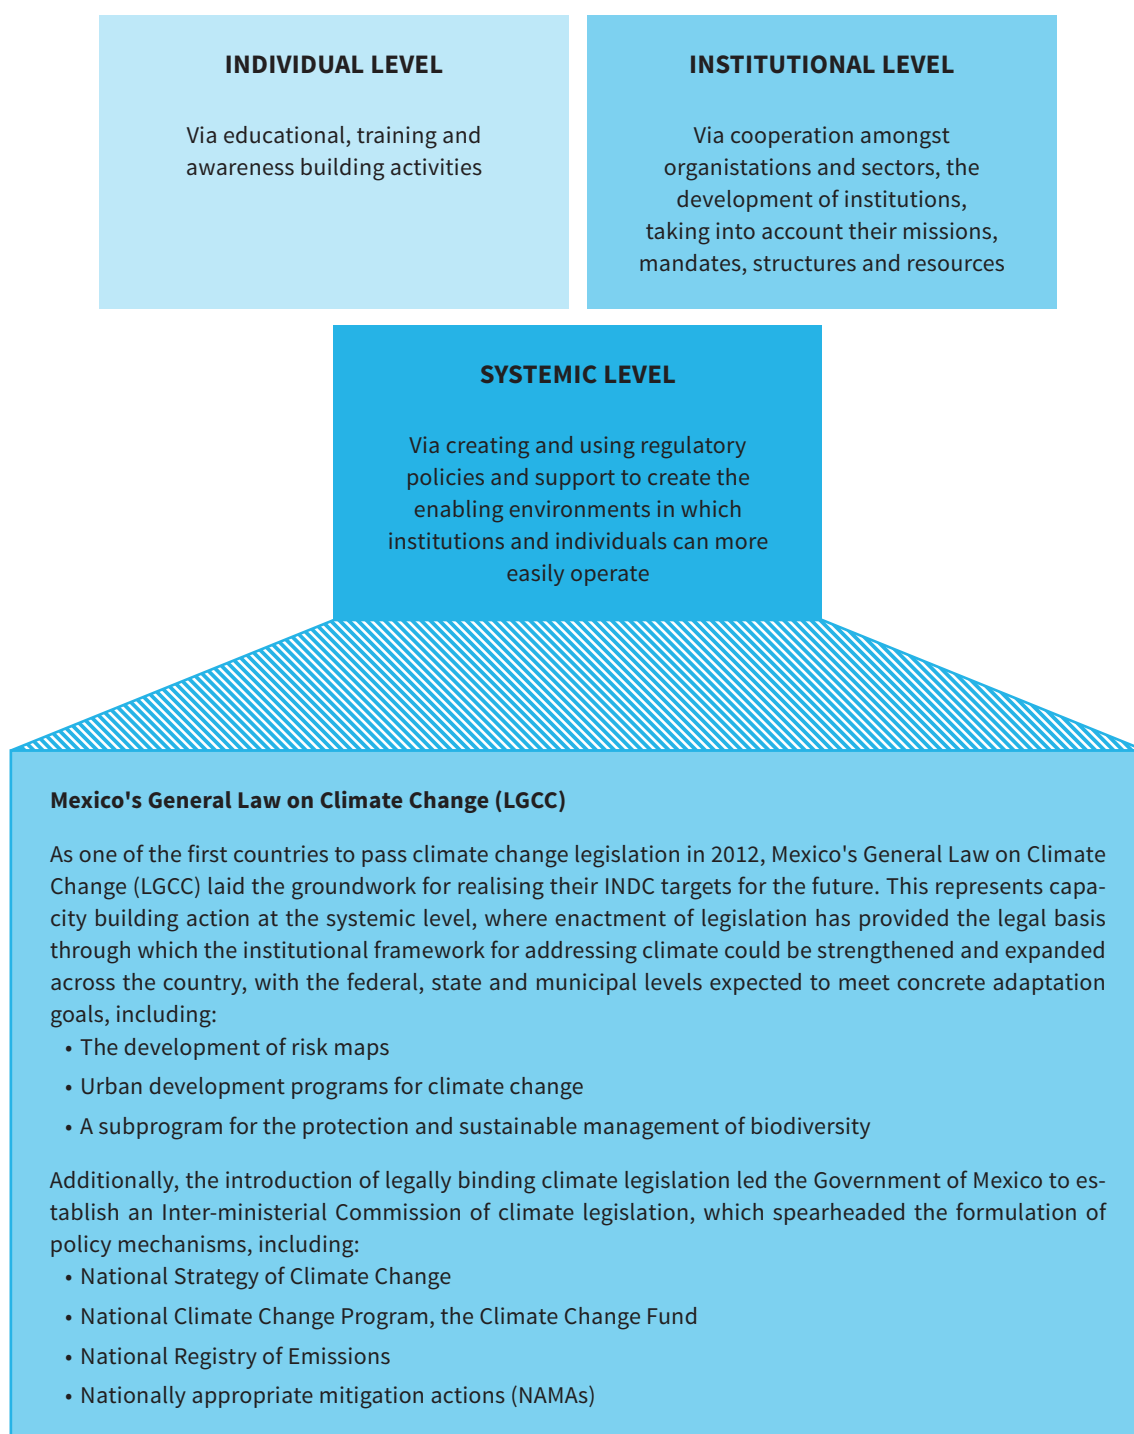 INDIVIDUAL LEVEL
Via educational, training and
awareness building activities
INSTITUTIONAL LEVEL
Via cooperation amongst
organistations and sectors, the
development of institutions,
taking into account their missions,
mandates, structures and resources
SYSTEMIC LEVEL
Via creating and using regulatory
policies and support to create the
enabling environments in which
institutions and individuals can more
easily operate
Mexico's General Law on Climate Change (LGCC)
As one of the first countries to pass climate change legislation in 2012, Mexico's General Law on Climate
Change (LGCC) laid the groundwork for realising their INDC targets for the future. This represents capa-
city building action at the systemic level, where enactment of legislation has provided the legal basis
through which the institutional framework for addressing climate could be strengthened and expanded
across the country, with the federal, state and municipal levels expected to meet concrete adaptation
goals, including:
• The development of risk maps
• Urban development programs for climate change
• A subprogram for the protection and sustainable management of biodiversity
Additionally, the introduction of legally binding climate legislation led the Government of Mexico to es-
tablish an Inter-ministerial Commission of climate legislation, which spearheaded the formulation of
policy mechanisms, including:
• National Strategy of Climate Change
• National Climate Change Program, the Climate Change Fund
• National Registry of Emissions
• Nationally appropriate mitigation actions (NAMAs)